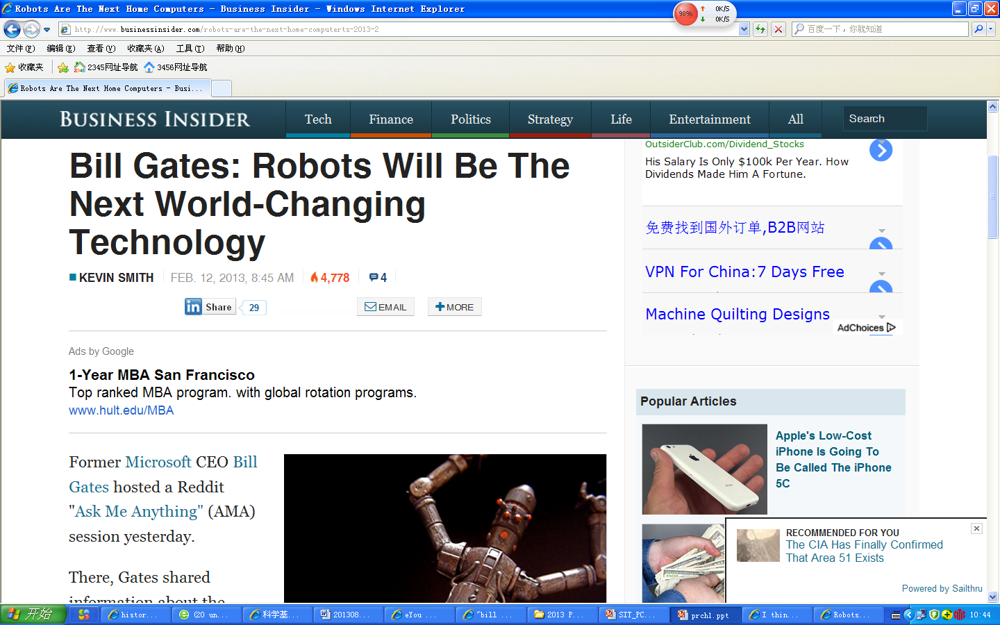 Robots Are The Next Home Computers - Business Insider - Windows Internet Explorer
98%
0K/S
0K/S
http://www.businessinsider.com/robots-are-the-next-home-computerts-2013-2
百度一下，你就知道
文件(F) 编辑(E) 查看(V) 收藏夹(A) 工具(T) 帮助(H)
收藏夹 2345网址导航 3456网址导航
Robots Are The Next Home Computers - Busi...
BUSINESS INSIDER Tech Finance Politics Strategy Life Entertainment All Search
Bill Gates: Robots Will Be The
Next World-Changing
Technology
KEVIN SMITH FEB. 12, 2013, 8:45 AM 4,778 4
in Share 29 EMAIL MORE
Ads by Google
1-Year MBA San Francisco
Top ranked MBA program. with global rotation programs.
www.hult.edu/MBA
Former Microsoft CEO Bill
Gates hosted a Reddit
"Ask Me Anything" (AMA)
session yesterday.
There, Gates shared
information about the
OutsiderClub.com/Dividend_Stocks
His Salary Is Only $100k Per Year. How
Dividends Made Him A Fortune.
免费找到国外订单,B2B网站
VPN For China:7 Days Free
Machine Quilting Designs
AdChoices
Popular Articles
Apple's Low-Cost
iPhone Is Going To
Be Called The iPhone
5C
RECOMMENDED FOR YOU
The CIA Has Finally Confirmed
That Area 51 Exists
Powered by Sailthru
开始 histor... (20 un... 科学基... 201308... eYou ... "bill ... 2013 P... SIT_PC... prch1.ppt I thin... Robots... 10:44